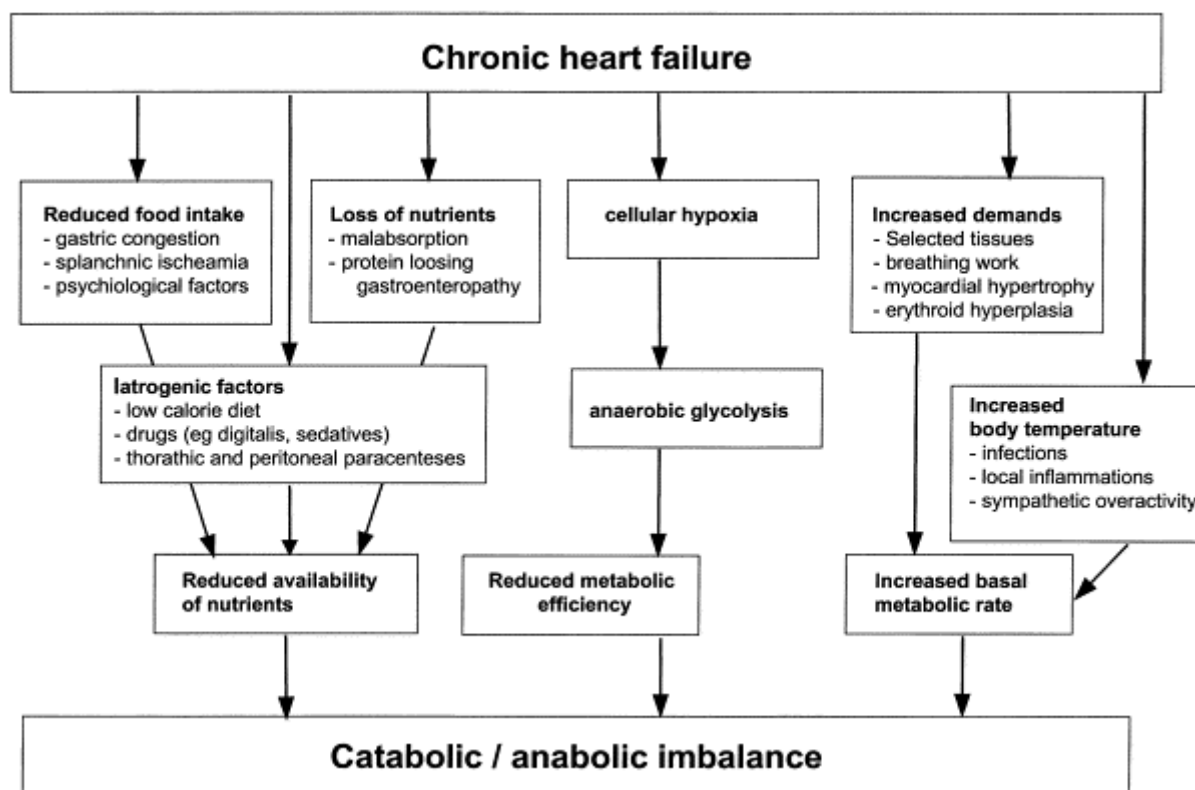 Chronic heart failure
Reduced food intake
- gastric congestion
- splanchnic ischeamia
- psychiological factors
Loss of nutrients
- malabsorption
- protein loosing
gastroenteropathy
cellular hypoxia
Increased demands
- Selected tissues
- breathing work
- myocardial hypertrophy
- erythroid hyperplasia
Iatrogenic factors
- low calorie diet
- drugs (eg digitalis, sedatives)
- thorathic and peritoneal paracenteses
anaerobic glycolysis
Increased
body temperature
- infections
- local inflammations
- sympathetic overactivity
Reduced availability
of nutrients
Reduced metabolic
efficiency
Increased basal
metabolic rate
Catabolic / anabolic imbalance